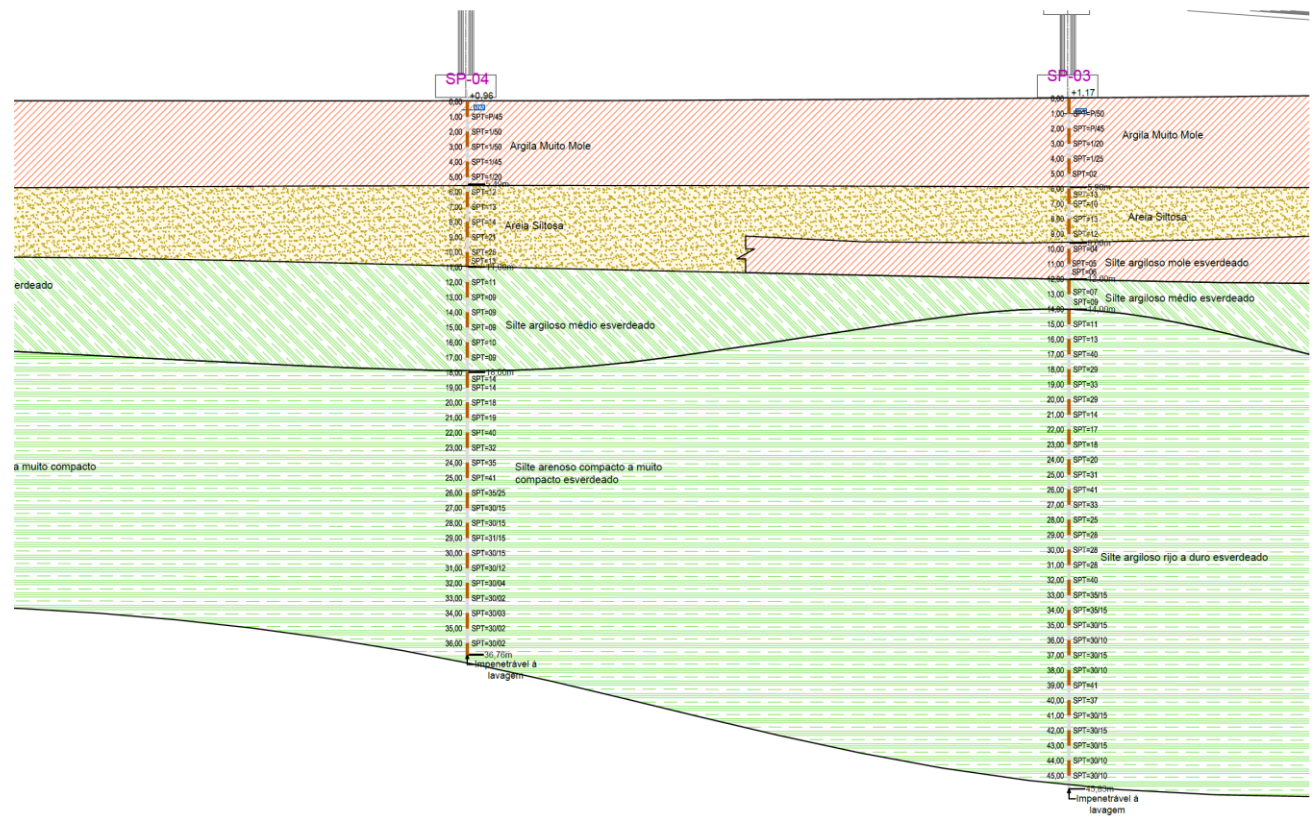 SP-04
+0,96
0,00
1,00 SPT=P/45
2,00 SPT=1/50
3,00 SPT=1/50
Argila Muito Mole
4,00 SPT=1/45
5,00 SPT=1/20
6,00 SPT=12
7,00 SPT=13
8,00 SPT=14
Areia Siltosa
9,00 SPT=21
10,00 SPT=26
SPT=13
11,00 11,00m
12,00 SPT=11
13,00 SPT=09
14,00 SPT=09
15,00 SPT=09
Silte argiloso médio esverdeado
16,00 SPT=10
17,00 SPT=09
18,00 18,00m
SPT=14
19,00 SPT=14
20,00 SPT=18
21,00 SPT=19
22,00 SPT=40
23,00 SPT=32
24,00 SPT=35
25,00 SPT=41
Silte arenoso compacto a muito
compacto esverdeado
26,00 SPT=35/25
27,00 SPT=30/15
28,00 SPT=30/15
29,00 SPT=31/15
30,00 SPT=30/15
31,00 SPT=30/12
32,00 SPT=30/04
33,00 SPT=30/02
34,00 SPT=30/03
35,00 SPT=30/02
36,00 SPT=30/02
36,76m
Impenetrável à
lavagem
erdeado
a muito compacto
SP-03
+1,17
0,00
1,00 SPT=P/50
2,00 SPT=P/45
Argila Muito Mole
3,00 SPT=1/20
4,00 SPT=1/25
5,00 SPT=02
6,00
SPT=13
7,00 SPT=10
8,00 SPT=13
Areia Siltosa
9,00 SPT=12
10,00 SPT=04
11,00 SPT=05
Silte argiloso mole esverdeado
SPT=06
12,00 12,00m
13,00 SPT=07
SPT=09
Silte argiloso médio esverdeado
14,00 14,00m
15,00 SPT=11
16,00 SPT=13
17,00 SPT=40
18,00 SPT=29
19,00 SPT=33
20,00 SPT=29
21,00 SPT=14
22,00 SPT=17
23,00 SPT=18
24,00 SPT=20
25,00 SPT=31
26,00 SPT=41
27,00 SPT=33
28,00 SPT=25
29,00 SPT=28
30,00 SPT=28
31,00 SPT=28
Silte argiloso rijo a duro esverdeado
32,00 SPT=40
33,00 SPT=35/15
34,00 SPT=35/15
35,00 SPT=30/15
36,00 SPT=30/10
37,00 SPT=30/15
38,00 SPT=30/10
39,00 SPT=41
40,00 SPT=37
41,00 SPT=30/15
42,00 SPT=30/15
43,00 SPT=30/15
44,00 SPT=30/10
45,00 SPT=30/10
Impenetrável à
lavagem